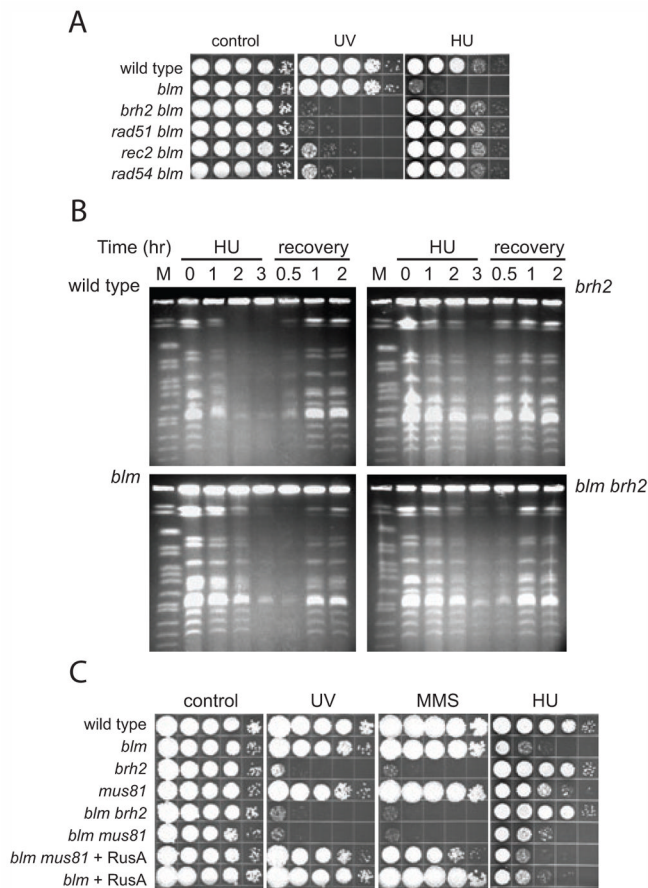 A
control UV HU
wild type
blm
brh2 blm
rad51 blm
rec2 blm
rad54 blm
B
Time (hr) HU recovery HU recovery
M 0 1 2 3 0.5 1 2 M 0 1 2 3 0.5 1 2
wild type brh2
blm blm brh2
C
control UV MMS HU
wild type
blm
brh2
mus81
blm brh2
blm mus81
blm mus81 + RusA
blm + RusA